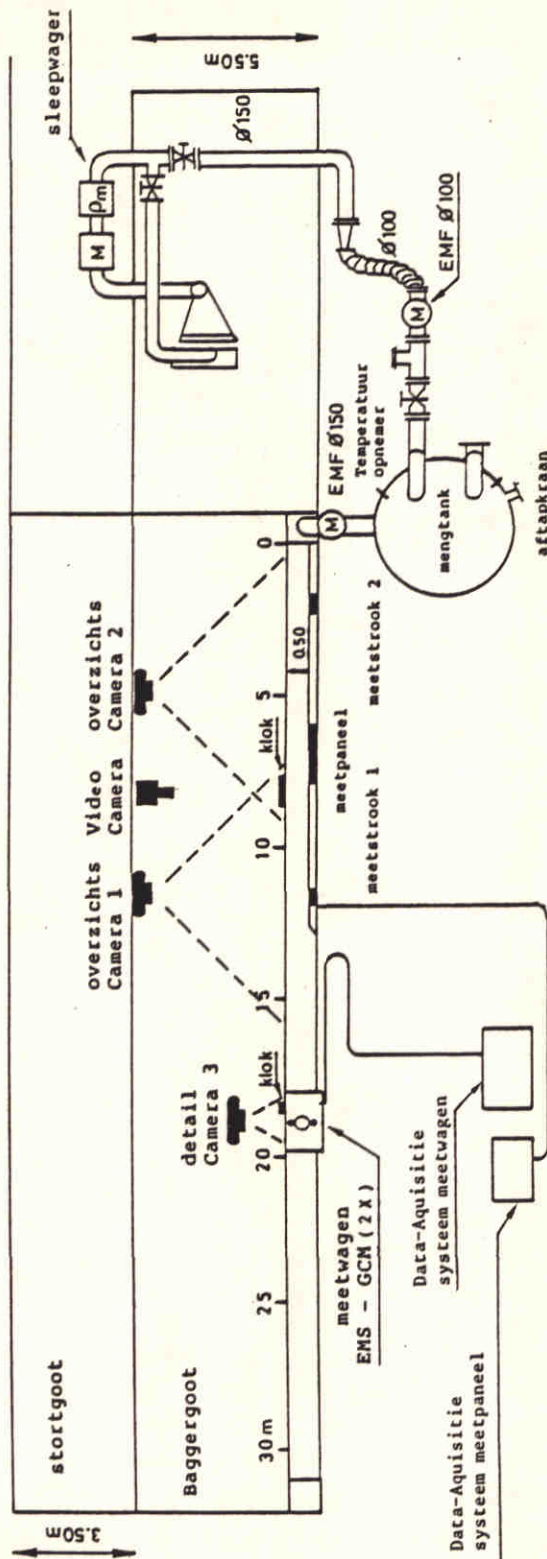 stortgoot
3.50m
Baggergoot
5.50m
sleepwager
M
ρm
Ø150
Ø100
EMF Ø100
M
EMF Ø150
Temperatuur
opnemer
M
mengtank
aftapkraan
overzichts
Camera 2
Video
Camera
overzichts
Camera 1
detail
Camera 3
klok
klok
0
5
10
15
20
25
30m
0.50
meetstrook 2
meetpaneel
meetstrook 1
meetwagen
EMS - GCM (2X)
Data-Aquisitie
systeem meetwagen
Data-Aquisitie
systeem meetpaneel